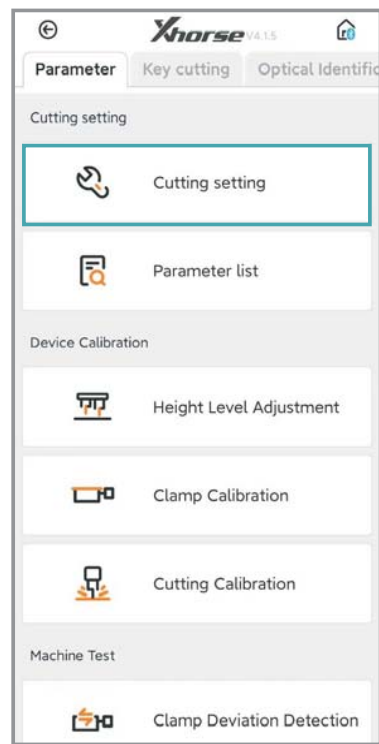 Xhorse V4.1.5
Parameter Key cutting Optical Identific
Cutting setting
Cutting setting
Parameter list
Device Calibration
Height Level Adjustment
Clamp Calibration
Cutting Calibration
Machine Test
Clamp Deviation Detection